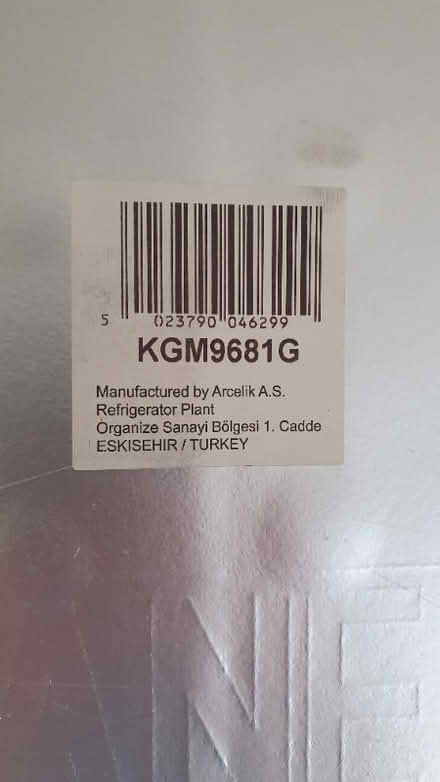 5 023790 046299
KGM9681G
Manufactured by Arcelik A.S.
Refrigerator Plant
Organize Sanayi Bölgesi 1. Cadde
ESKISEHIR / TURKEY
NE